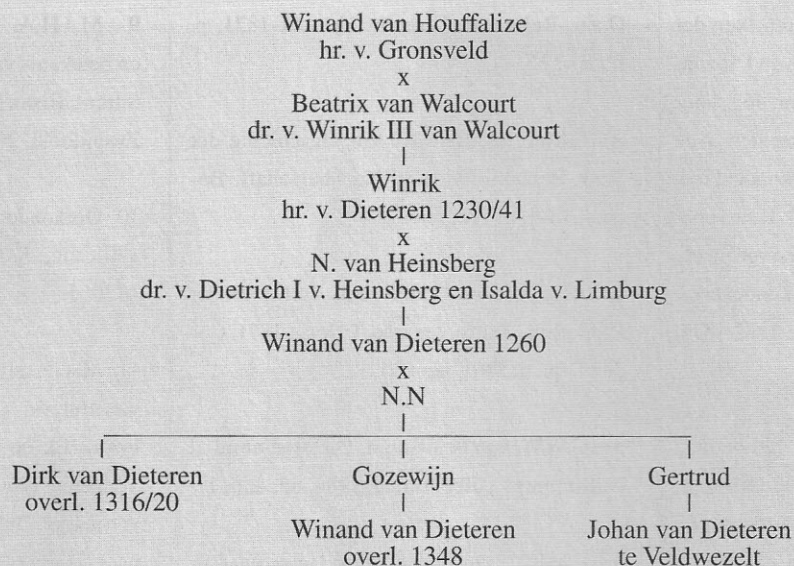 Winand van Houffalize
hr. v. Gronsveld
x
Beatrix van Walcourt
dr. v. Winrik III van Walcourt
Winrik
hr. v. Dieteren 1230/41
x
N. van Heinsberg
dr. v. Dietrich I v. Heinsberg en Isalda v. Limburg
Winand van Dieteren 1260
x
N.N
Dirk van Dieteren
overl. 1316/20
Gozewijn
Winand van Dieteren
overl. 1348
Gertrud
Johan van Dieteren
te Veldwezelt